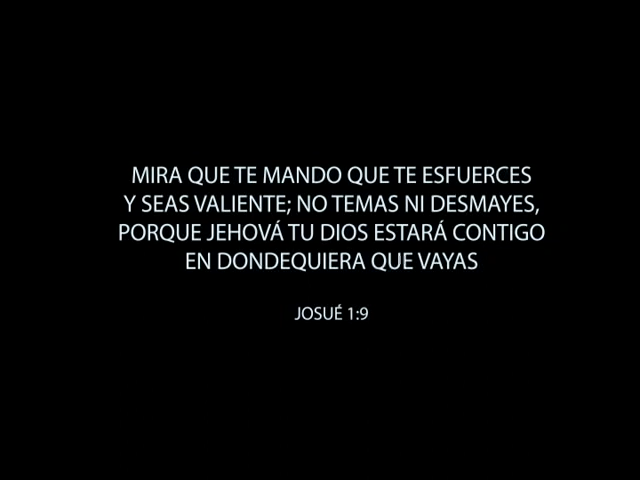 MIRA QUE TE MANDO QUE TE ESFUERCES
Y SEAS VALIENTE; NO TEMAS NI DESMAYES,
PORQUE JEHOVÁ TU DIOS ESTARÁ CONTIGO
EN DONDEQUIERA QUE VAYAS
JOSUÉ 1:9